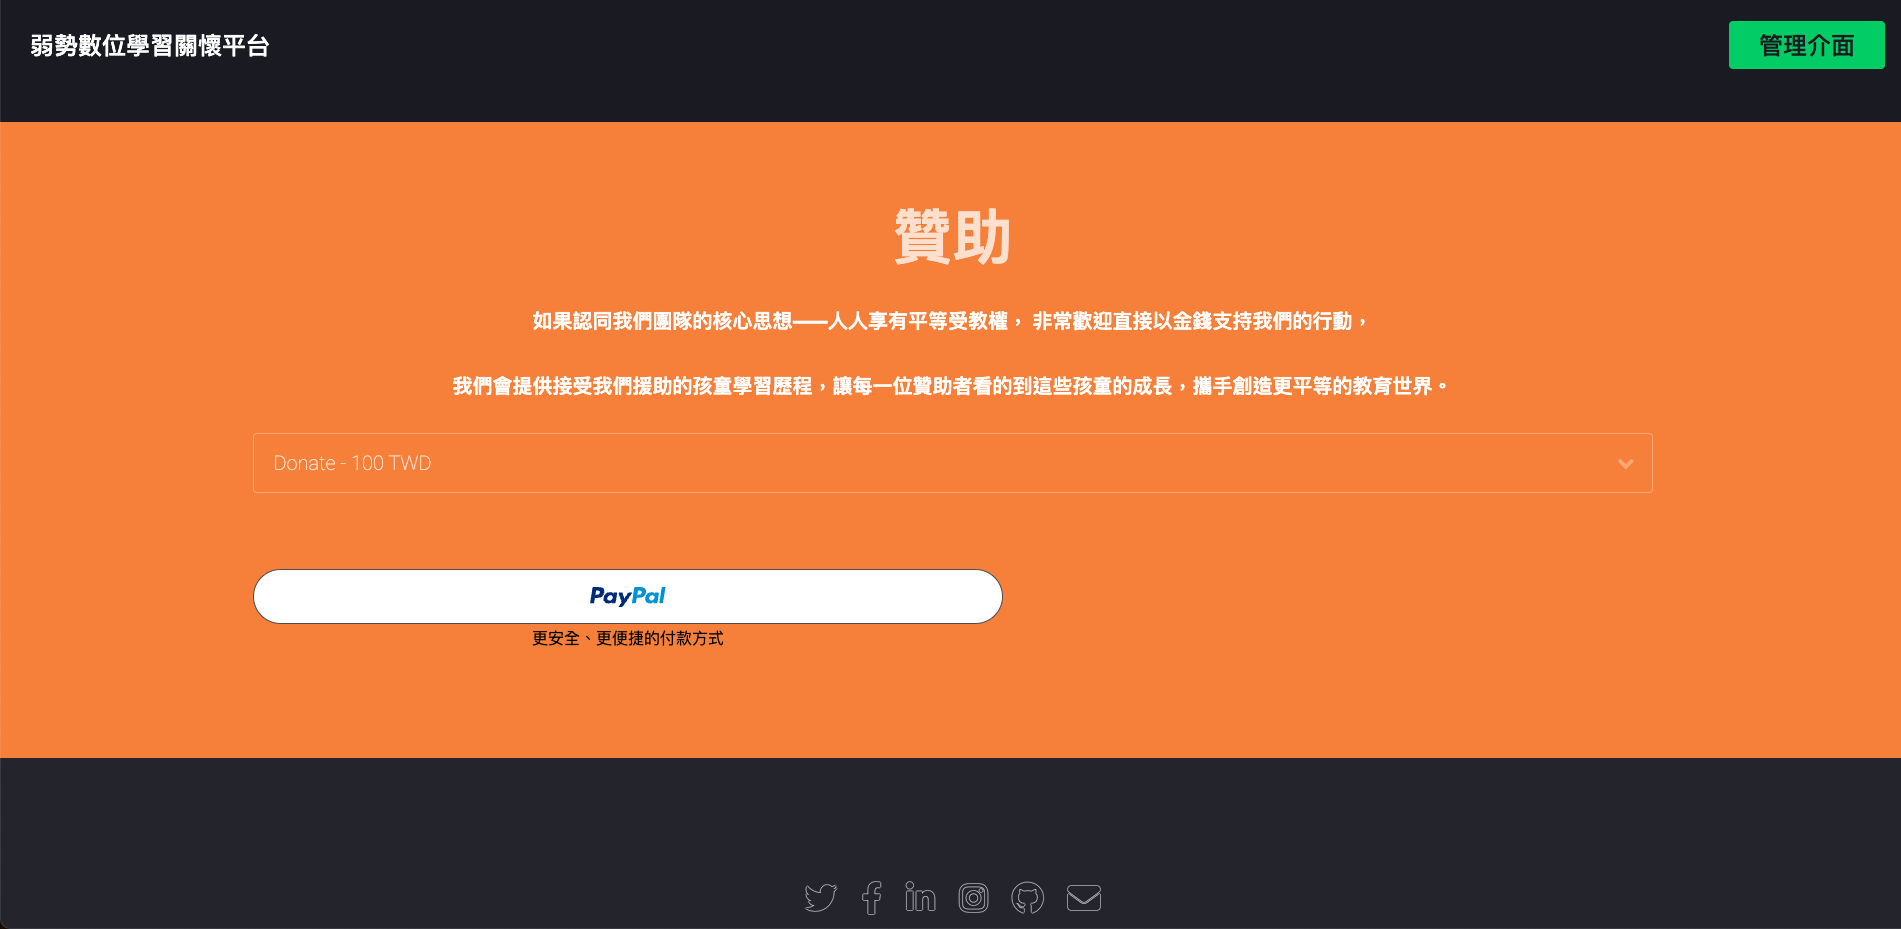 弱勢數位學習關懷平台
管理介面
贊助
如果認同我們團隊的核心思想——人人享有平等受教權， 非常歡迎直接以金錢支持我們的行動，
我們會提供接受我們援助的孩童學習歷程，讓每一位贊助者看的到這些孩童的成長，攜手創造更平等的教育世界。
Donate - 100 TWD
PayPal
更安全、更便捷的付款方式